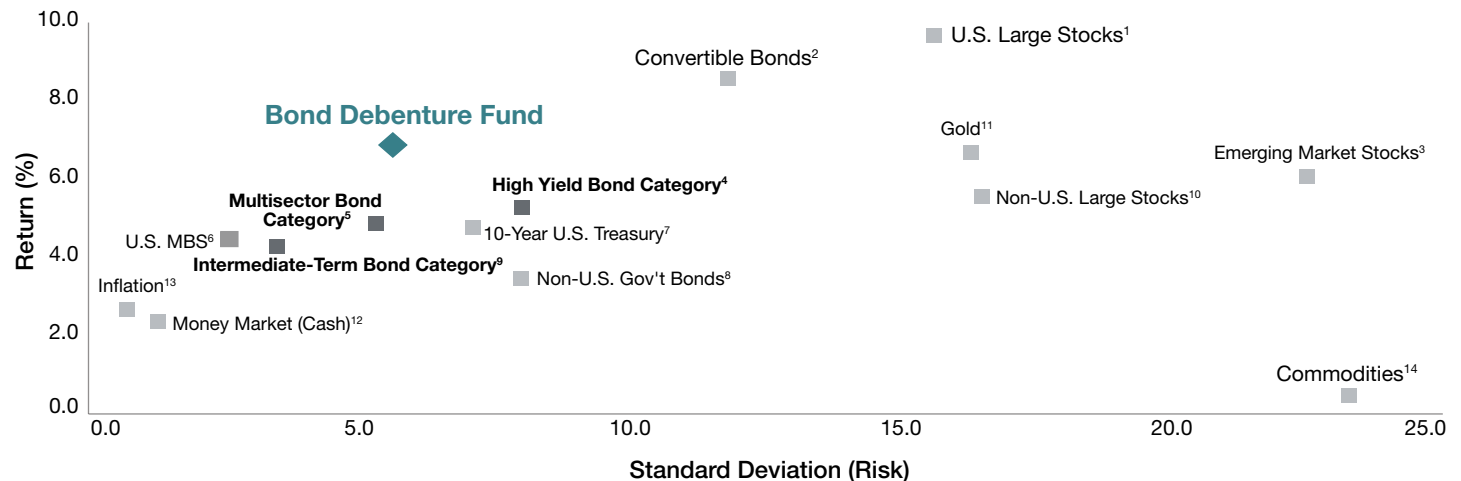 10.0
U.S. Large Stocks¹
Convertible Bonds²
8.0
Bond Debenture Fund
Gold¹¹
Emerging Market Stocks³
6.0
High Yield Bond Category⁴
Non-U.S. Large Stocks¹⁰
Multisector Bond
Category⁵
10-Year U.S. Treasury⁷
U.S. MBS⁶
4.0
Intermediate-Term Bond Category⁹
Non-U.S. Gov't Bonds⁸
Inflation¹³
Money Market (Cash)¹²
2.0
Commodities¹⁴
0.0
Return (%)
0.0 5.0 10.0 15.0 20.0 25.0
Standard Deviation (Risk)